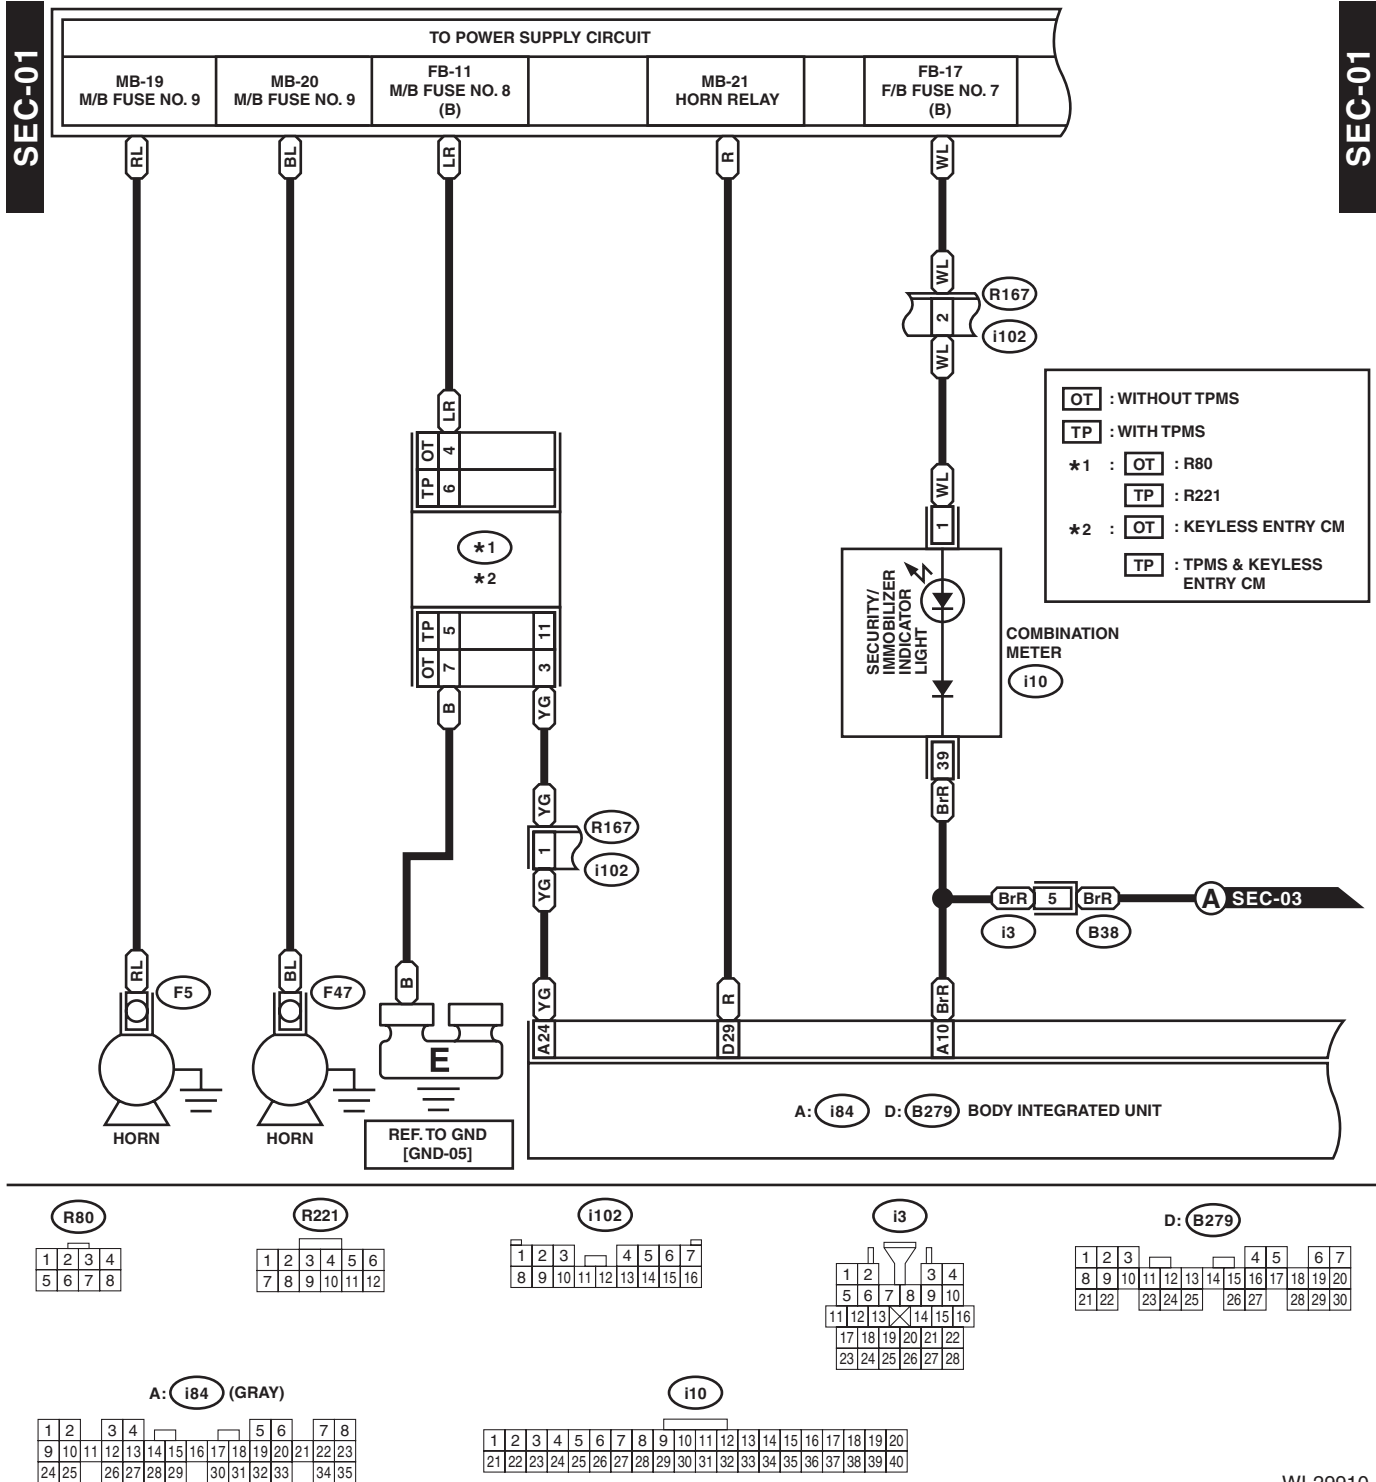 SEC-01
SEC-01
TO POWER SUPPLY CIRCUIT
MB-19
M/B FUSE NO. 9
MB-20
M/B FUSE NO. 9
FB-11
M/B FUSE NO. 8
(B)
MB-21
HORN RELAY
FB-17
F/B FUSE NO. 7
(B)
RL
BL
LR
R
WL
WL
R167
2
i102
WL
OT : WITHOUT TPMS
TP : WITH TPMS
*1 : OT : R80
TP : R221
*2 : OT : KEYLESS ENTRY CM
TP : TPMS & KEYLESS
ENTRY CM
LR
OT 4
TP 6
*1
*2
TP 5 11
OT 7 3
B
YG
WL
1
SECURITY/
IMMOBILIZER
INDICATOR
LIGHT
COMBINATION
METER
i10
39
BrR
YG
R167
1
i102
YG
BrR 5 BrR
A SEC-03
i3
B38
RL
F5
BL
F47
B
YG
R
BrR
A24
D29
A10
E
HORN
HORN
REF. TO GND
[GND-05]
A: i84 D: B279 BODY INTEGRATED UNIT
R80
1 2 3 4
5 6 7 8
R221
1 2 3 4 5 6
7 8 9 10 11 12
i102
1 2 3 4 5 6 7
8 9 10 11 12 13 14 15 16
i3
1 2 3 4
5 6 7 8 9 10
11 12 13 14 15 16
17 18 19 20 21 22
23 24 25 26 27 28
D: B279
1 2 3 4 5 6 7
8 9 10 11 12 13 14 15 16 17 18 19 20
21 22 23 24 25 26 27 28 29 30
A: i84 (GRAY)
1 2 3 4 5 6 7 8
9 10 11 12 13 14 15 16 17 18 19 20 21 22 23
24 25 26 27 28 29 30 31 32 33 34 35
i10
1 2 3 4 5 6 7 8 9 10 11 12 13 14 15 16 17 18 19 20
21 22 23 24 25 26 27 28 29 30 31 32 33 34 35 36 37 38 39 40